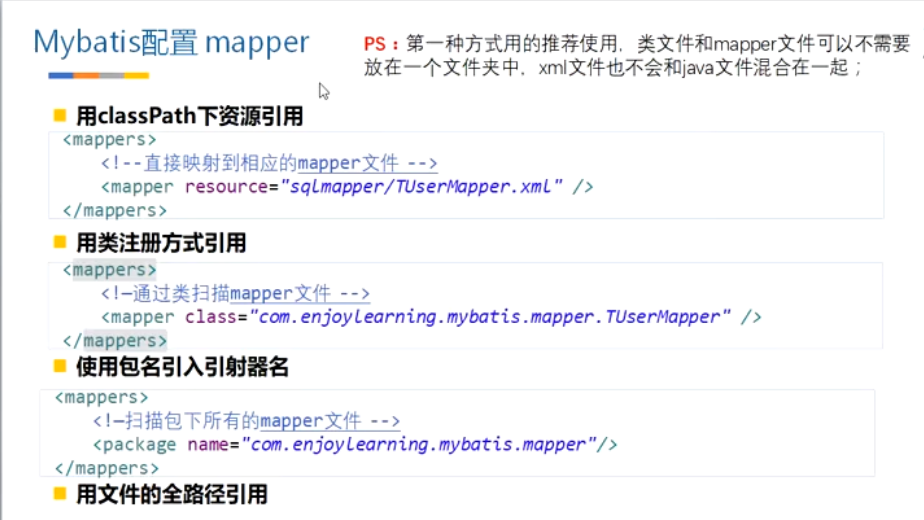 Mybatis配置 mapper
PS：第一种方式用的推荐使用，类文件和mapper文件可以不需要
放在一个文件夹中，xml文件也不会和java文件混合在一起；
用classPath下资源引用
<mappers>
<!--直接映射到相应的mapper文件 -->
<mapper resource="sqlmapper/TUserMapper.xml" />
</mappers>
用类注册方式引用
<mappers>
<!—通过类扫描mapper文件 -->
<mapper class="com.enjoylearning.mybatis.mapper.TUserMapper" />
</mappers>
使用包名引入引射器名
<mappers>
<!—扫描包下所有的mapper文件 -->
<package name="com.enjoylearning.mybatis.mapper"/>
</mappers>
用文件的全路径引用